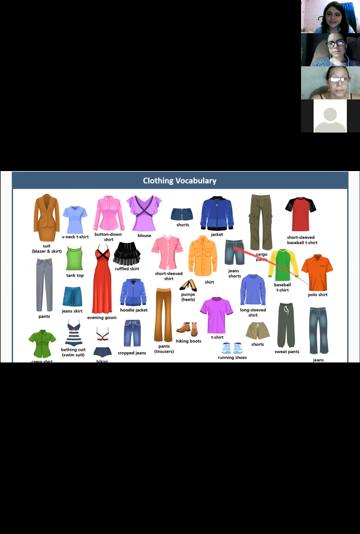 Clothing Vocabulary
suit
(blazer & skirt)
v-neck t-shirt
button-down
shirt
blouse
shorts
jacket
cargo
short-sleeved
baseball t-shirt
pants
tank top
jeans skirt
evening gown
ruffled skirt
hoodie jacket
short-sleeved
shirt
pumps
(heels)
shirt
jeans
shorts
long-sleeved
shirt
baseball
t-shirt
polo shirt
bathing suit
(swim suit)
bikini
cropped jeans
pants
(trousers)
hiking boots
t-shirt
running shoes
shorts
sweat pants
jeans